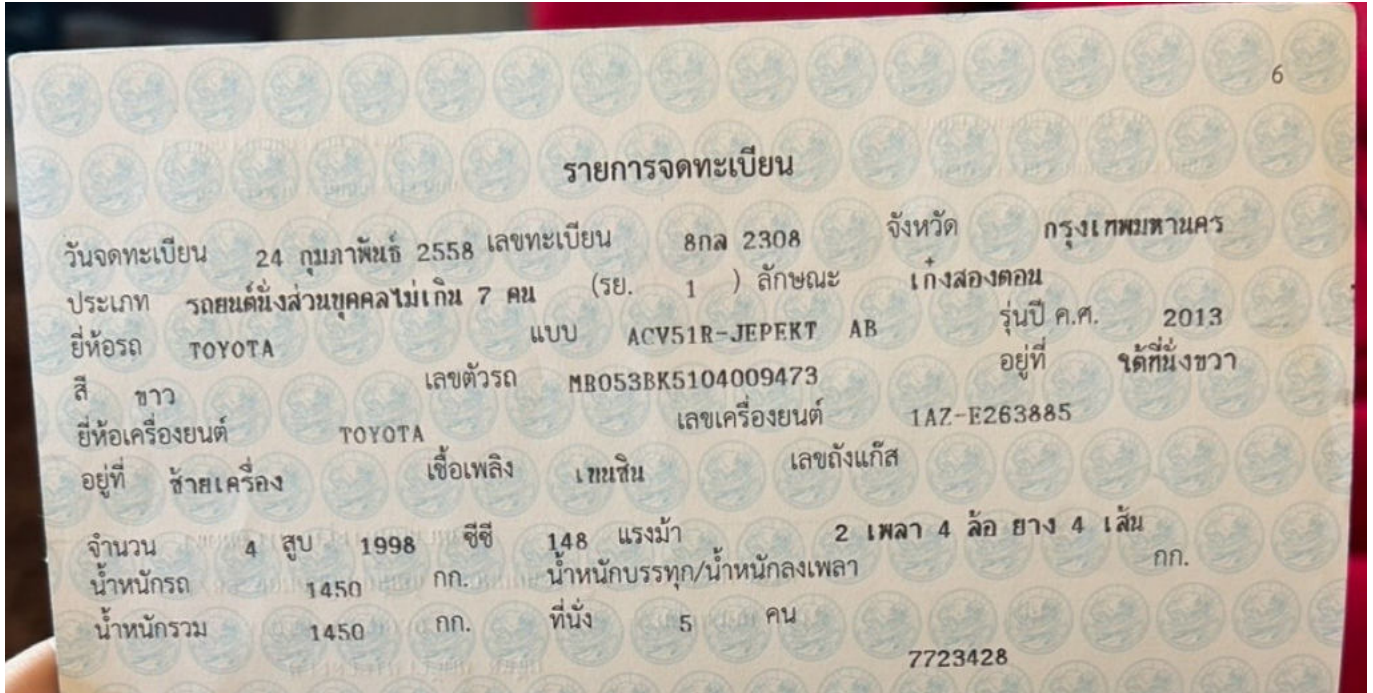 6
รายการจดทะเบียน
วันจดทะเบียน 24 กุมภาพันธ์ 2558 เลขทะเบียน 8กล 2308 จังหวัด กรุงเทพมหานคร
ประเภท รถยนต์นั่งส่วนบุคคลไม่เกิน 7 คน (รย. 1 ) ลักษณะ เก๋งสองตอน
ยี่ห้อรถ TOYOTA แบบ ACV51R-JEPEKT AB รุ่นปี ค.ศ. 2013
สี ขาว เลขตัวรถ MR053BK5104009473 อยู่ที่ ใต้ที่นั่งขวา
ยี่ห้อเครื่องยนต์ TOYOTA เลขเครื่องยนต์ 1AZ-E263885
อยู่ที่ ซ้ายเครื่อง เชื้อเพลิง เบนซิน เลขถังแก๊ส
จำนวน 4 สูบ 1998 ซีซี 148 แรงม้า 2 เพลา 4 ล้อ ยาง 4 เส้น
น้ำหนักรถ 1450 กก. น้ำหนักบรรทุก/น้ำหนักลงเพลา กก.
น้ำหนักรวม 1450 กก. ที่นั่ง 5 คน
7723428